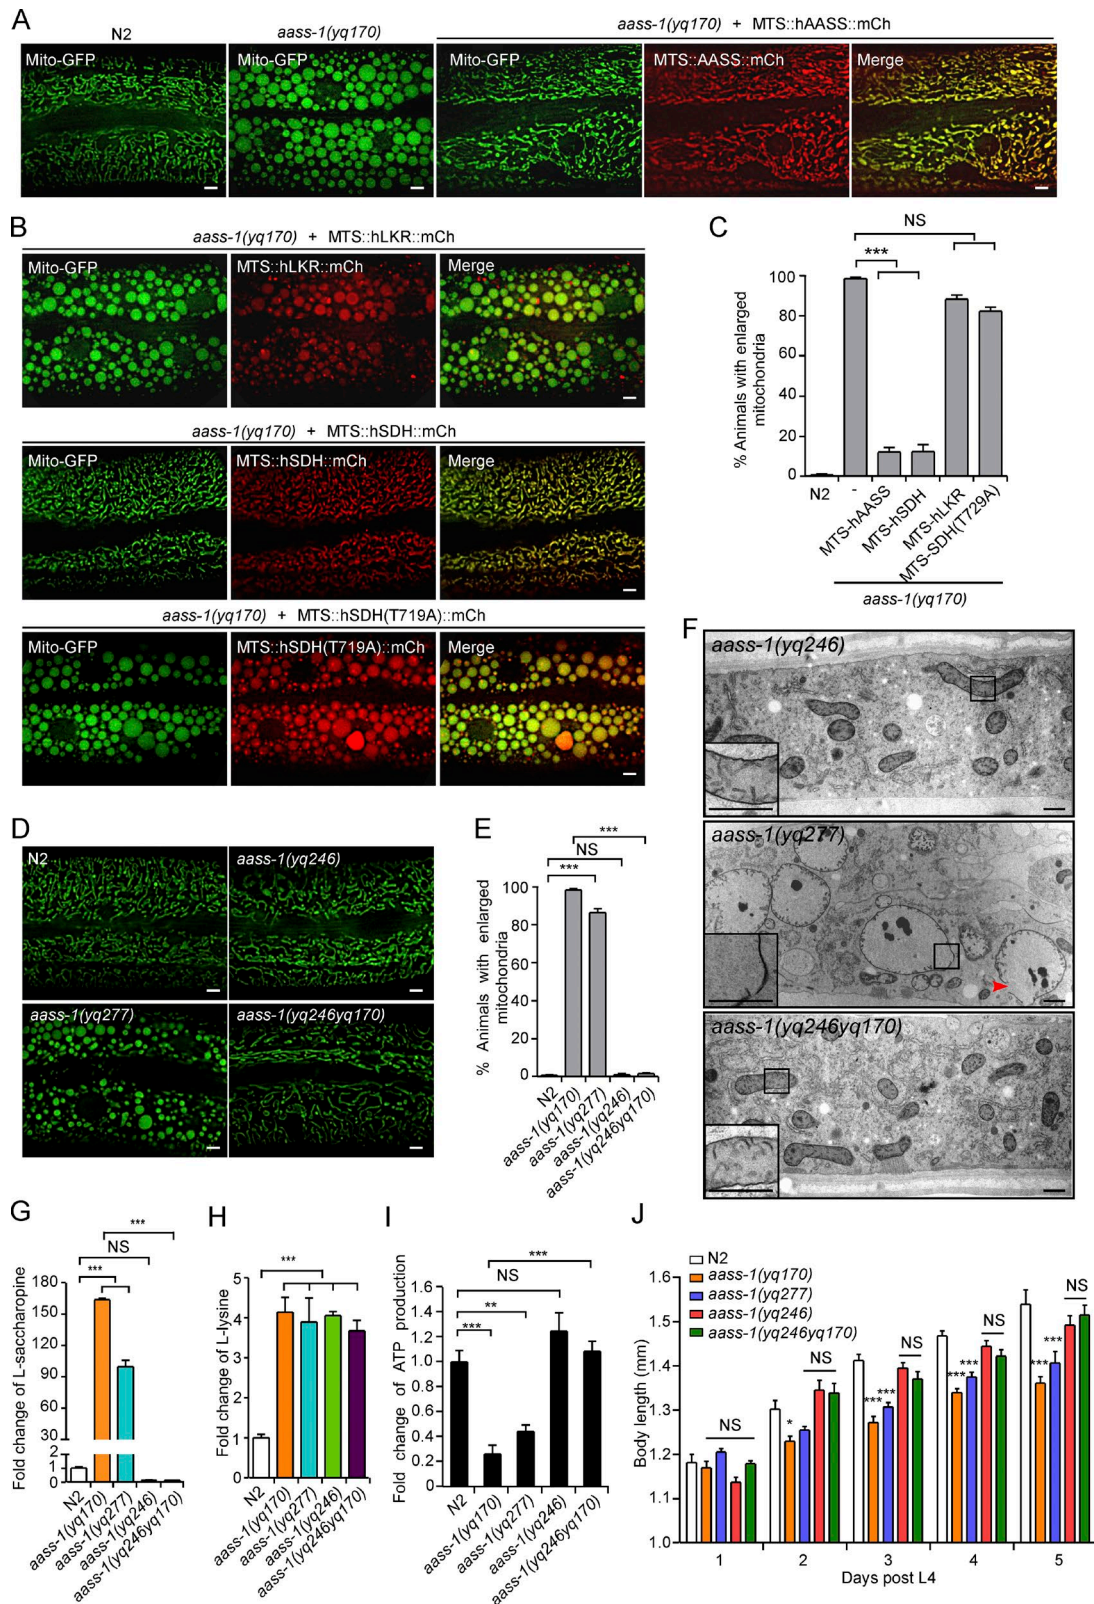 A
N2
aass-1(yq170)
aass-1(yq170) + MTS::hAASS::mCh
Mito-GFP
Mito-GFP
Mito-GFP
MTS::AASS::mCh
Merge
B
aass-1(yq170) + MTS::hLKR::mCh
Mito-GFP
MTS::hLKR::mCh
Merge
aass-1(yq170) + MTS::hSDH::mCh
Mito-GFP
MTS::hSDH::mCh
Merge
aass-1(yq170) + MTS::hSDH(T719A)::mCh
Mito-GFP
MTS::hSDH(T719A)::mCh
Merge
C
NS
***
% Animals with enlarged mitochondria
100
80
60
40
20
0
N2
-
MTS-hAASS
MTS-hSDH
MTS-hLKR
MTS-SDH(T729A)
aass-1(yq170)
D
N2
aass-1(yq246)
aass-1(yq277)
aass-1(yq246yq170)
E
***
NS
***
% Animals with enlarged mitochondria
100
80
60
40
20
0
N2
aass-1(yq170)
aass-1(yq277)
aass-1(yq246)
aass-1(yq246yq170)
F
aass-1(yq246)
aass-1(yq277)
aass-1(yq246yq170)
G
***
NS
***
Fold change of L-saccharopine
180
150
120
90
60
30
2
1
0
N2
aass-1(yq170)
aass-1(yq277)
aass-1(yq246)
aass-1(yq246yq170)
H
***
Fold change of L-lysine
5
4
3
2
1
0
N2
aass-1(yq170)
aass-1(yq277)
aass-1(yq246)
aass-1(yq246yq170)
I
***
NS
**
***
Fold change of ATP production
1.6
1.4
1.2
1.0
0.8
0.6
0.4
0.2
0
N2
aass-1(yq170)
aass-1(yq277)
aass-1(yq246)
aass-1(yq246yq170)
J
N2
aass-1(yq170)
aass-1(yq277)
aass-1(yq246)
aass-1(yq246yq170)
Body length (mm)
1.6
1.5
1.4
1.3
1.2
1.1
1.0
NS
*
NS
*** ***
NS
*** ***
NS
*** ***
NS
1 2 3 4 5
Days post L4